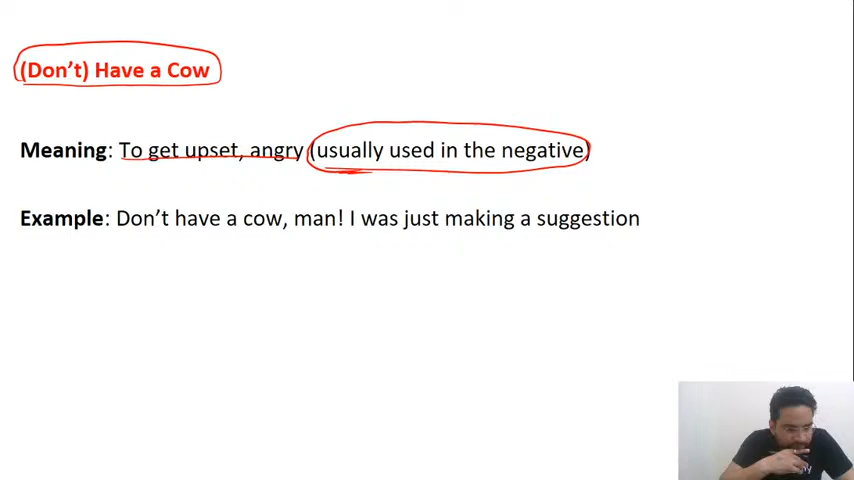 (Don’t) Have a Cow
Meaning: To get upset, angry (usually used in the negative)
Example: Don’t have a cow, man! I was just making a suggestion